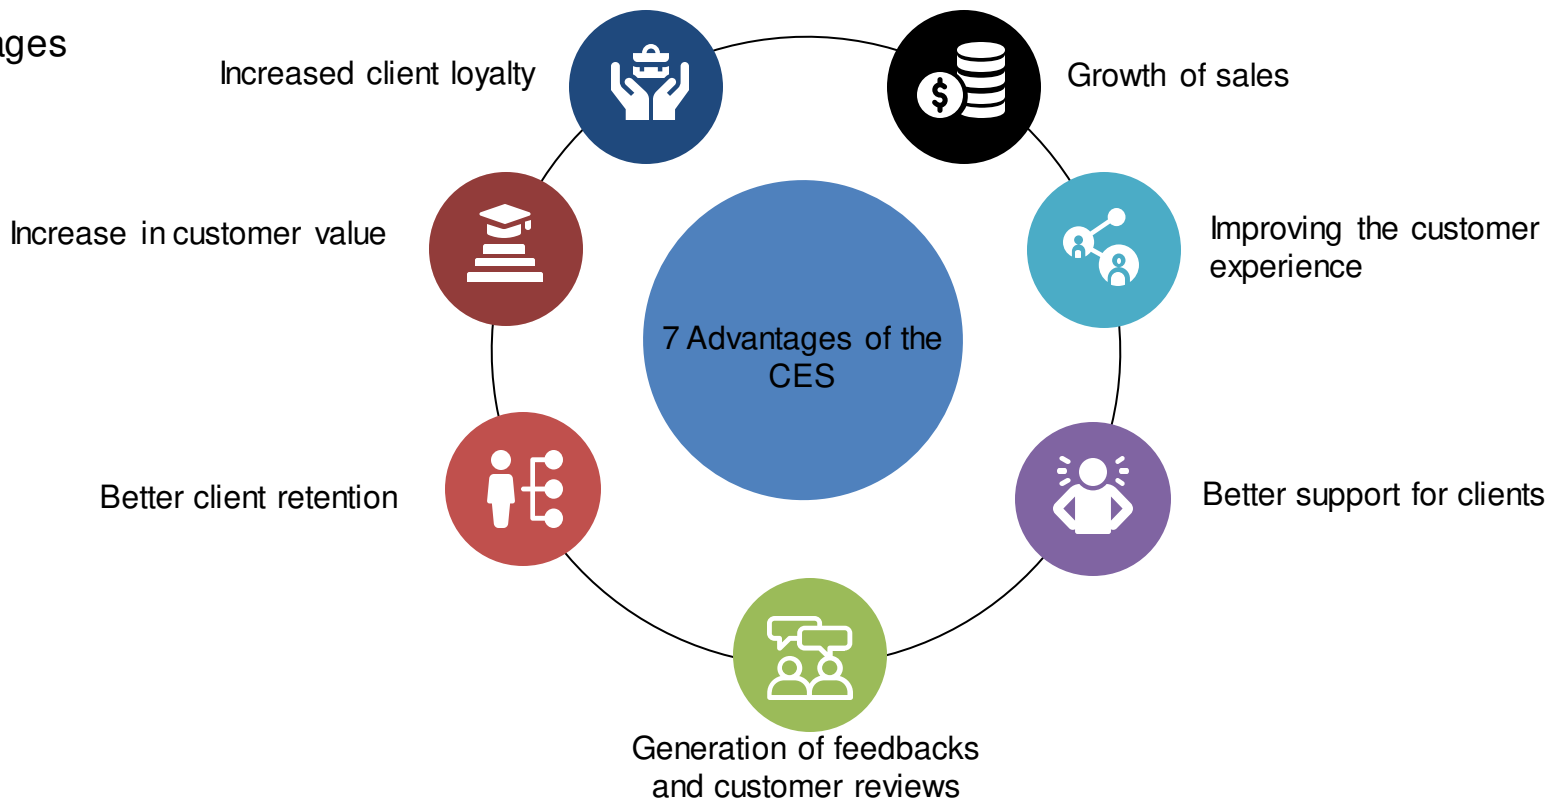 ages
Increased client loyalty
Growth of sales
Increase in customer value
Improving the customer
experience
7 Advantages of the
CES
Better client retention
Better support for clients
Generation of feedbacks
and customer reviews
$